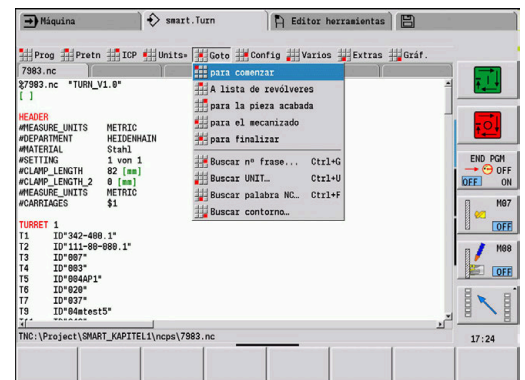 Máquina
smart.Turn
Editor herramientas
Prog Pretn ICP Units» Goto Config Varios Extras Gráf.
7983.nc
para comenzar
A lista de revólveres
para la pieza acabada
para el mecanizado
para finalizar
Buscar nº frase... Ctrl+G
Buscar UNIT… Ctrl+U
Buscar palabra NC… Ctrl+F
Buscar contorno…
%7983.nc "TURN_V1.0"
[ ]
HEADER
#MEASURE_UNITS METRIC
#DEPARTMENT HEIDENHAIN
#MATERIAL Stahl
#SETTING 1 von 1
#CLAMP_LENGTH 82 [mm]
#CLAMP_LENGTH_2 0 [mm]
#MEASURE_UNITS METRIC
#CARRIAGES $1
TURRET 1
T1 ID"342-400.1"
T2 ID"111-80-080.1"
T3 ID"007"
T4 ID"003"
T5 ID"004AP1"
T6 ID"020"
T7 ID"037"
T9 ID"04mtest5"
TNC:\Project\SMART_KAPITEL1\ncps\7983.nc
END PGM
OFF
OFF ON
M07
OFF
M08
OFF
17:24